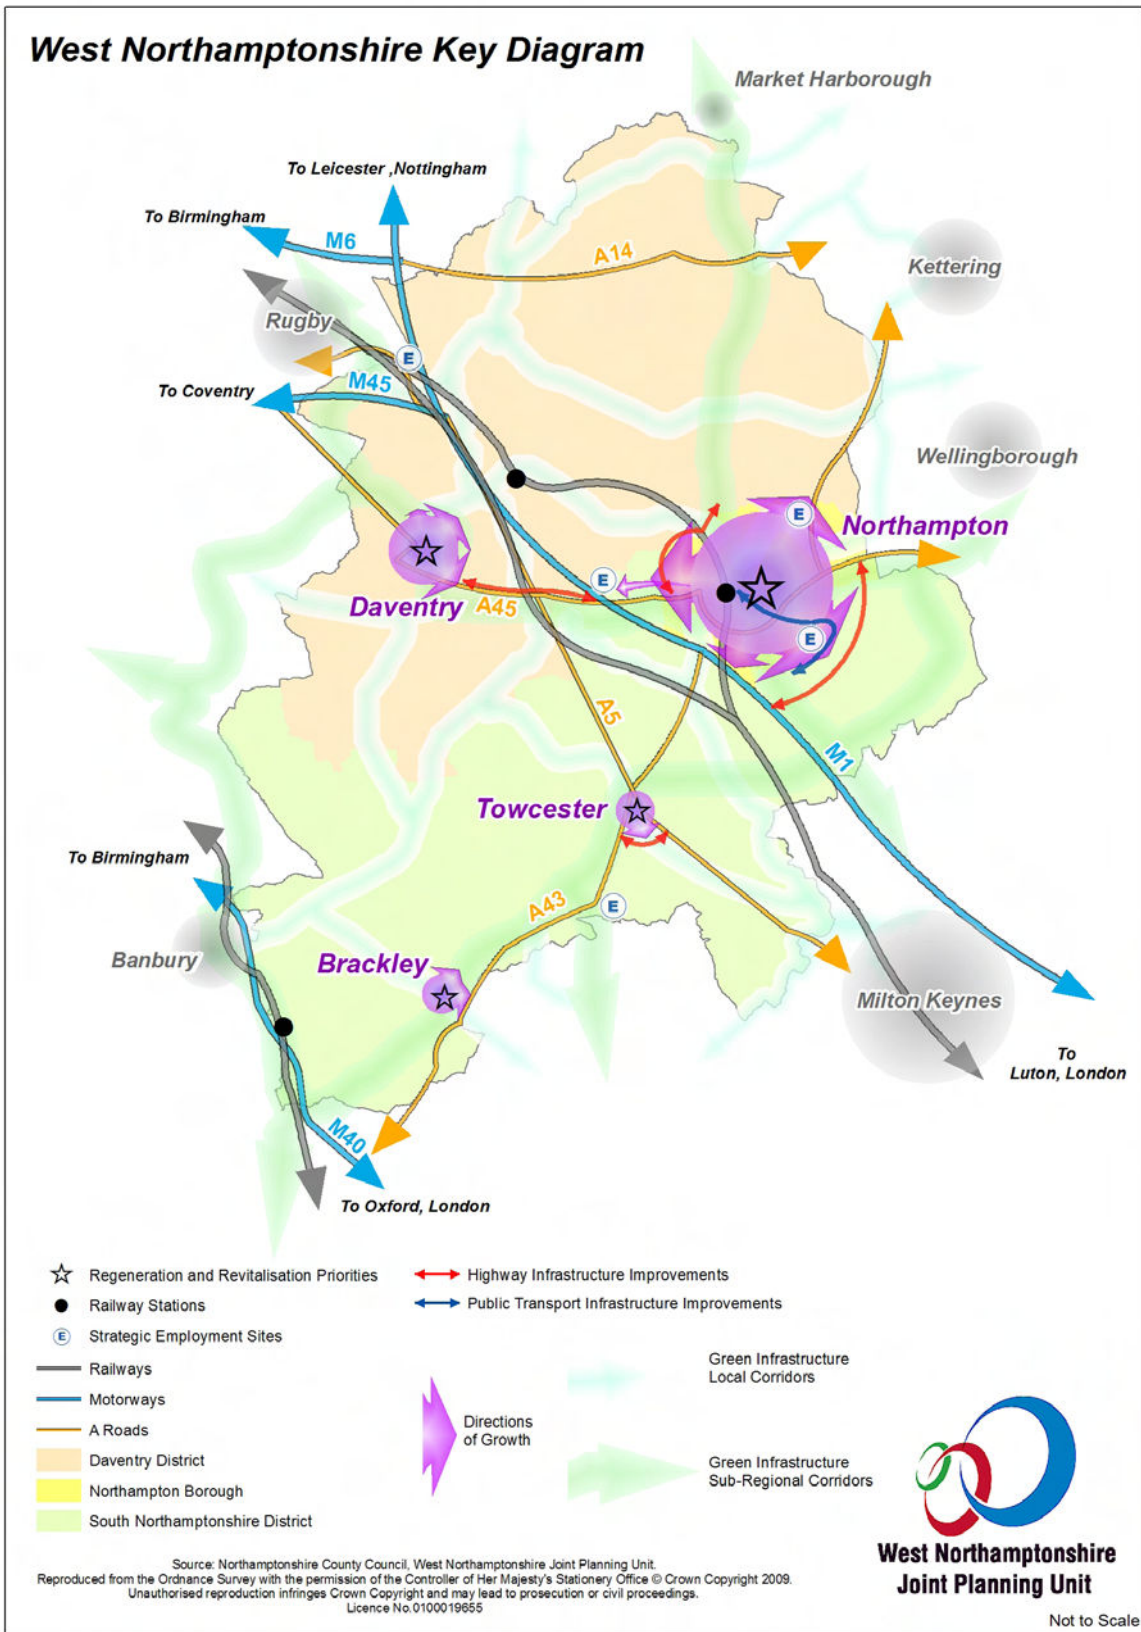 West Northamptonshire Key Diagram
Market Harborough
To Leicester ,Nottingham
To Birmingham
M6
A14
Kettering
Rugby
E
M45
To Coventry
Wellingborough
E
Northampton
E
Daventry
A45
E
A5
M1
Towcester
To Birmingham
A43
E
Banbury
Brackley
Milton Keynes
To
Luton, London
M40
To Oxford, London
Regeneration and Revitalisation Priorities
Railway Stations
E
Strategic Employment Sites
Railways
Motorways
A Roads
Daventry District
Northampton Borough
South Northamptonshire District
Highway Infrastructure Improvements
Public Transport Infrastructure Improvements
Directions
of Growth
Green Infrastructure
Local Corridors
Green Infrastructure
Sub-Regional Corridors
West Northamptonshire
Joint Planning Unit
Source: Northamptonshire County Council, West Northamptonshire Joint Planning Unit.
Reproduced from the Ordnance Survey with the permission of the Controller of Her Majesty's Stationery Office © Crown Copyright 2009.
Unauthorised reproduction infringes Crown Copyright and may lead to prosecution or civil proceedings.
Licence No.0100019655
Not to Scale